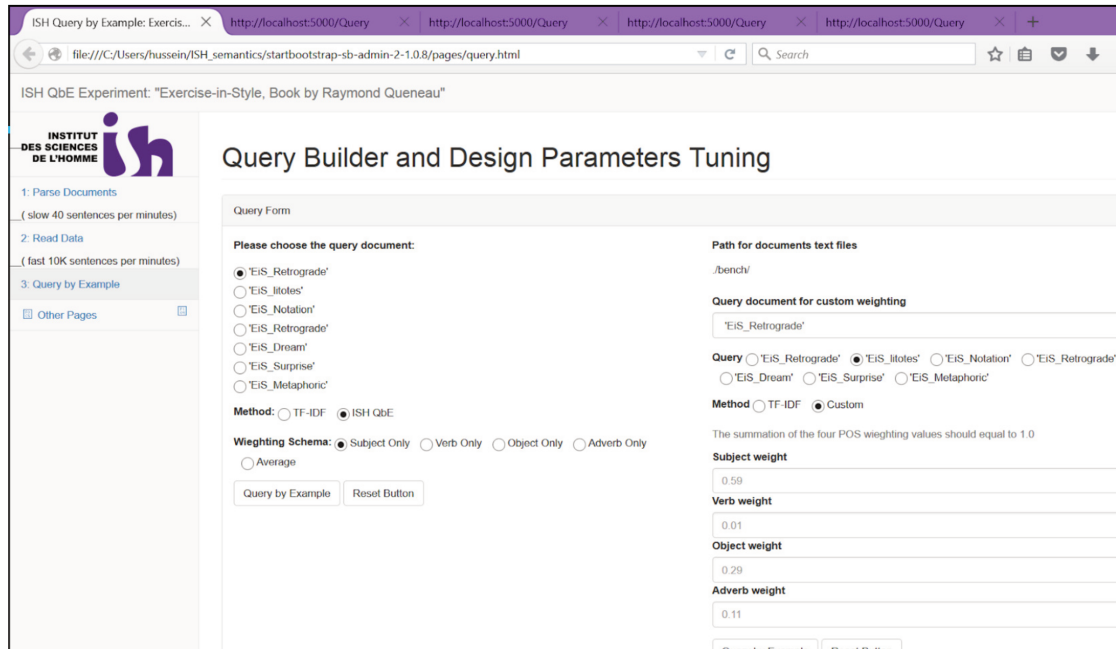 ISH Query by Example: Exercis...
http://localhost:5000/Query
http://localhost:5000/Query
http://localhost:5000/Query
http://localhost:5000/Query
file:///C:/Users/hussein/ISH_semantics/startbootstrap-sb-admin-2-1.0.8/pages/query.html
Search
ISH QbE Experiment: "Exercise-in-Style, Book by Raymond Queneau"
INSTITUT
DES SCIENCES
DE L'HOMME
ish
1: Parse Documents
( slow 40 sentences per minutes)
2: Read Data
( fast 10K sentences per minutes)
3: Query by Example
Other Pages
Query Builder and Design Parameters Tuning
Query Form
Please choose the query document:
'EiS_Retrograde'
'EiS_litotes'
'EiS_Notation'
'EiS_Retrograde'
'EiS_Dream'
'EiS_Surprise'
'EiS_Metaphoric'
Method: TF-IDF ISH QbE
Wieghting Schema: Subject Only Verb Only Object Only Adverb Only
Average
Query by Example Reset Button
Path for documents text files
./bench/
Query document for custom weighting
'EiS_Retrograde'
Query 'EiS_Retrograde' 'EiS_litotes' 'EiS_Notation' 'EiS_Retrograde'
'EiS_Dream' 'EiS_Surprise' 'EiS_Metaphoric'
Method TF-IDF Custom
The summation of the four POS wieghting values should equal to 1.0
Subject weight
0.59
Verb weight
0.01
Object weight
0.29
Adverb weight
0.11